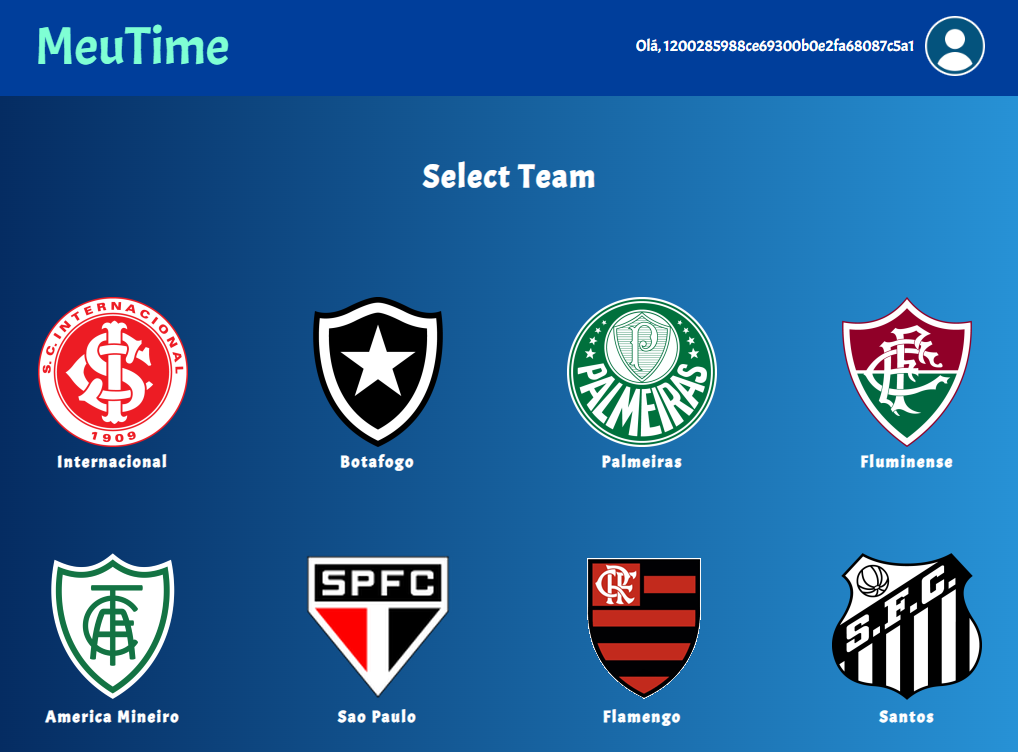 MeuTime
Olá, 1200285988ce69300b0e2fa68087c5a1
Select Team
S. C. INTERNACIONAL
1909
PALMEIRAS
P
Internacional
Botafogo
Palmeiras
Fluminense
SPFC
S.F.C.
America Mineiro
Sao Paulo
Flamengo
Santos